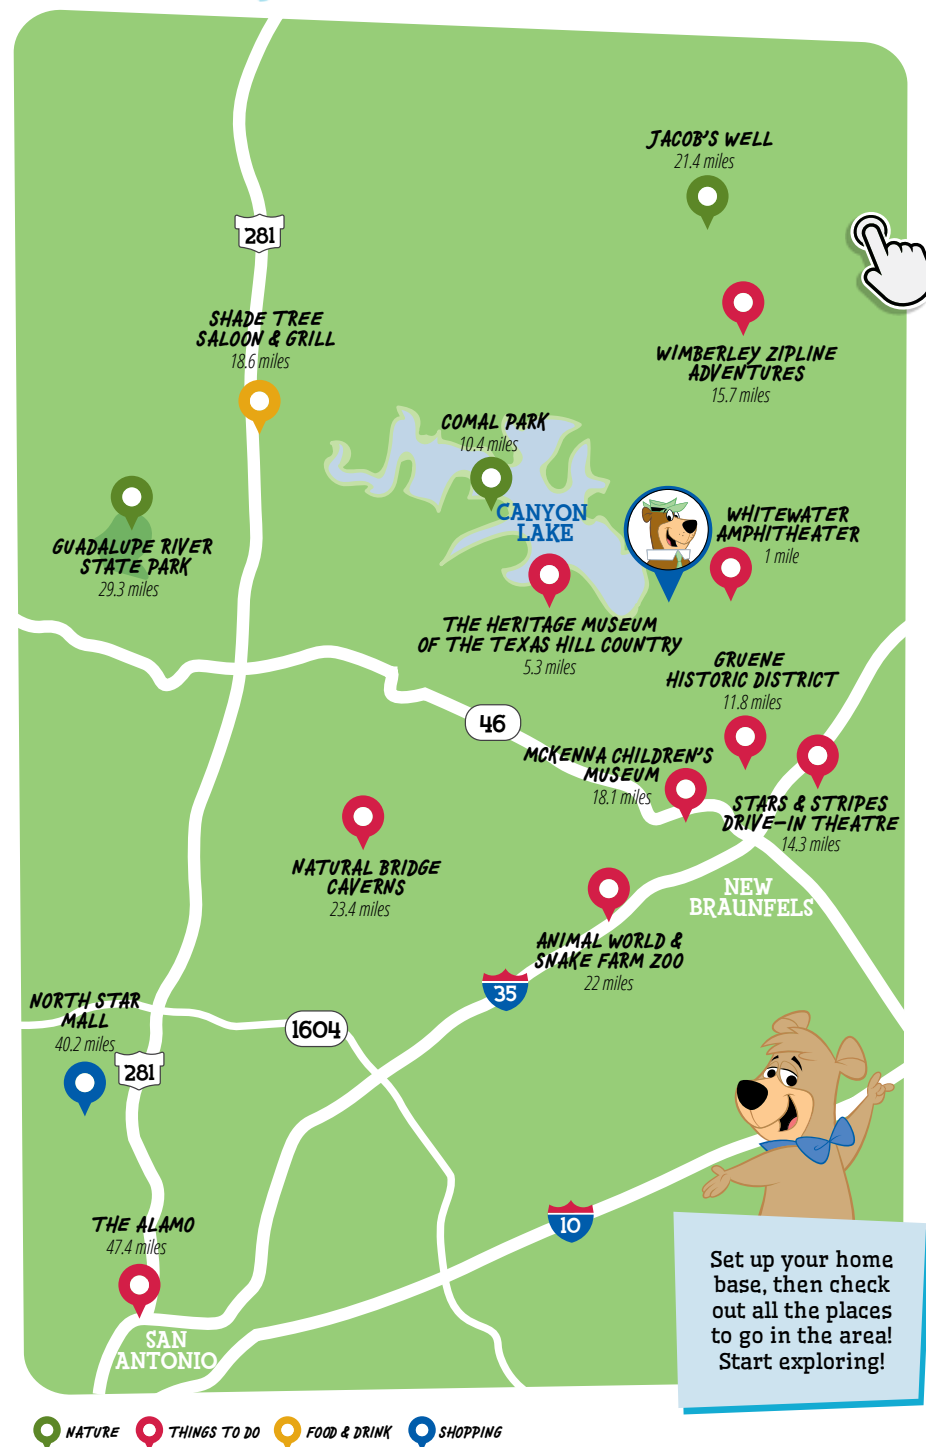 JACOB'S WELL
21.4 miles
281
SHADE TREE
SALOON & GRILL
18.6 miles
WIMBERLEY ZIPLINE
ADVENTURES
15.7 miles
COMAL PARK
10.4 miles
CANYON
LAKE
WHITEWATER
AMPHITHEATER
1 mile
GUADALUPE RIVER
STATE PARK
29.3 miles
THE HERITAGE MUSEUM
OF THE TEXAS HILL COUNTRY
5.3 miles
GRUENE
HISTORIC DISTRICT
11.8 miles
46
MCKENNA CHILDREN'S
MUSEUM
18.1 miles
STARS & STRIPES
DRIVE-IN THEATRE
14.3 miles
NATURAL BRIDGE
CAVERNS
23.4 miles
NEW
BRAUNFELS
ANIMAL WORLD &
SNAKE FARM ZOO
22 miles
35
NORTH STAR
MALL
40.2 miles
1604
281
THE ALAMO
47.4 miles
10
SAN
ANTONIO
Set up your home
base, then check
out all the places
to go in the area!
Start exploring!
NATURE THINGS TO DO FOOD & DRINK SHOPPING